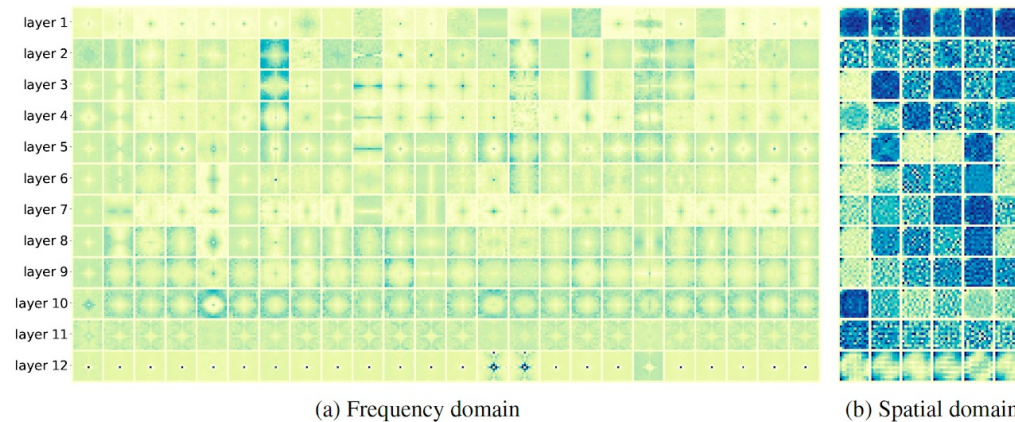 layer 1
layer 2
layer 3
layer 4
layer 5
layer 6
layer 7
layer 8
layer 9
layer 10
layer 11
layer 12
(a) Frequency domain
(b) Spatial domain